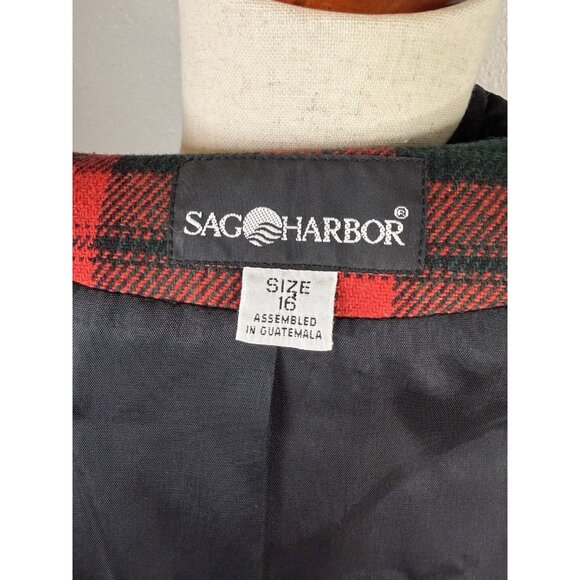 SAG HARBOR®
SIZE
16
ASSEMBLED
IN GUATEMALA